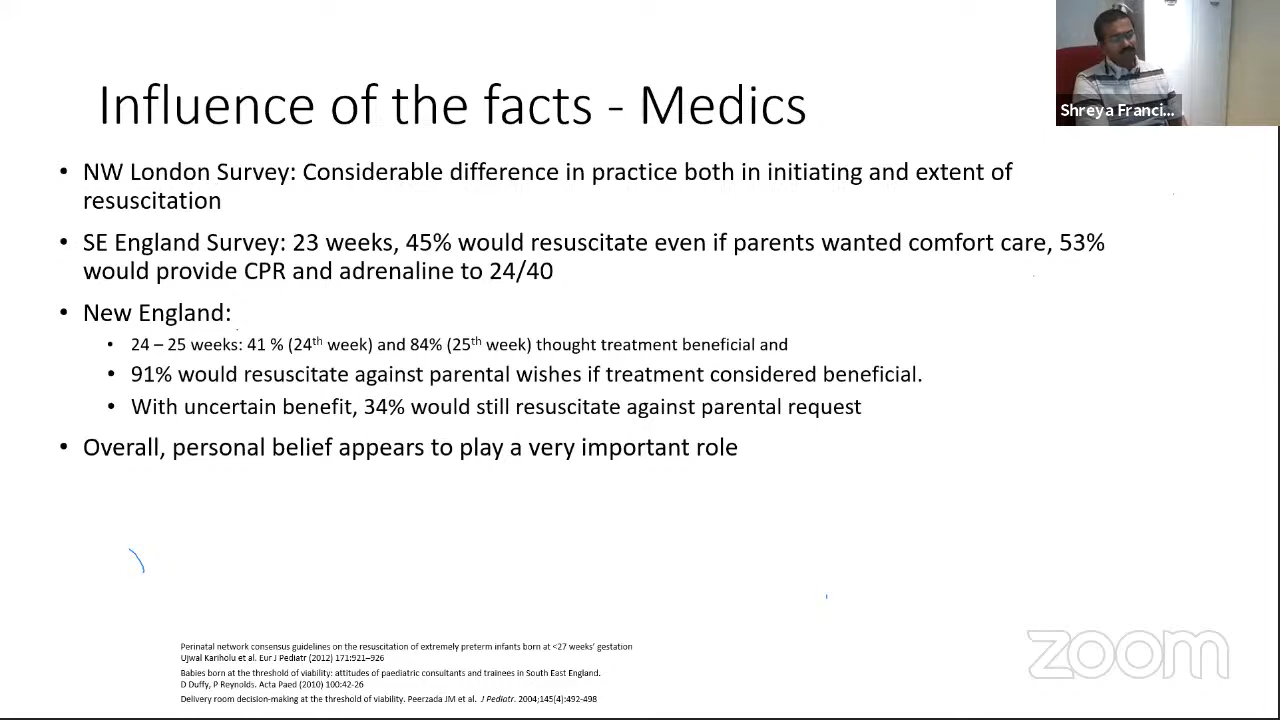 Influence of the facts - Medics
Shreya Franci...
• NW London Survey: Considerable difference in practice both in initiating and extent of
resuscitation
• SE England Survey: 23 weeks, 45% would resuscitate even if parents wanted comfort care, 53%
would provide CPR and adrenaline to 24/40
• New England:
• 24 – 25 weeks: 41 % (24th week) and 84% (25th week) thought treatment beneficial and
• 91% would resuscitate against parental wishes if treatment considered beneficial.
• With uncertain benefit, 34% would still resuscitate against parental request
• Overall, personal belief appears to play a very important role
Perinatal network consensus guidelines on the resuscitation of extremely preterm infants born at <27 weeks' gestation
Ujwal Kariholu et al. Eur J Pediatr (2012) 171:921–926
Babies born at the threshold of viability: attitudes of paediatric consultants and trainees in South East England.
D Duffy, P Reynolds. Acta Paed (2010) 100:42-26
Delivery room decision-making at the threshold of viability. Peerzada JM et al. J Pediatr. 2004;145(4):492-498
zoom